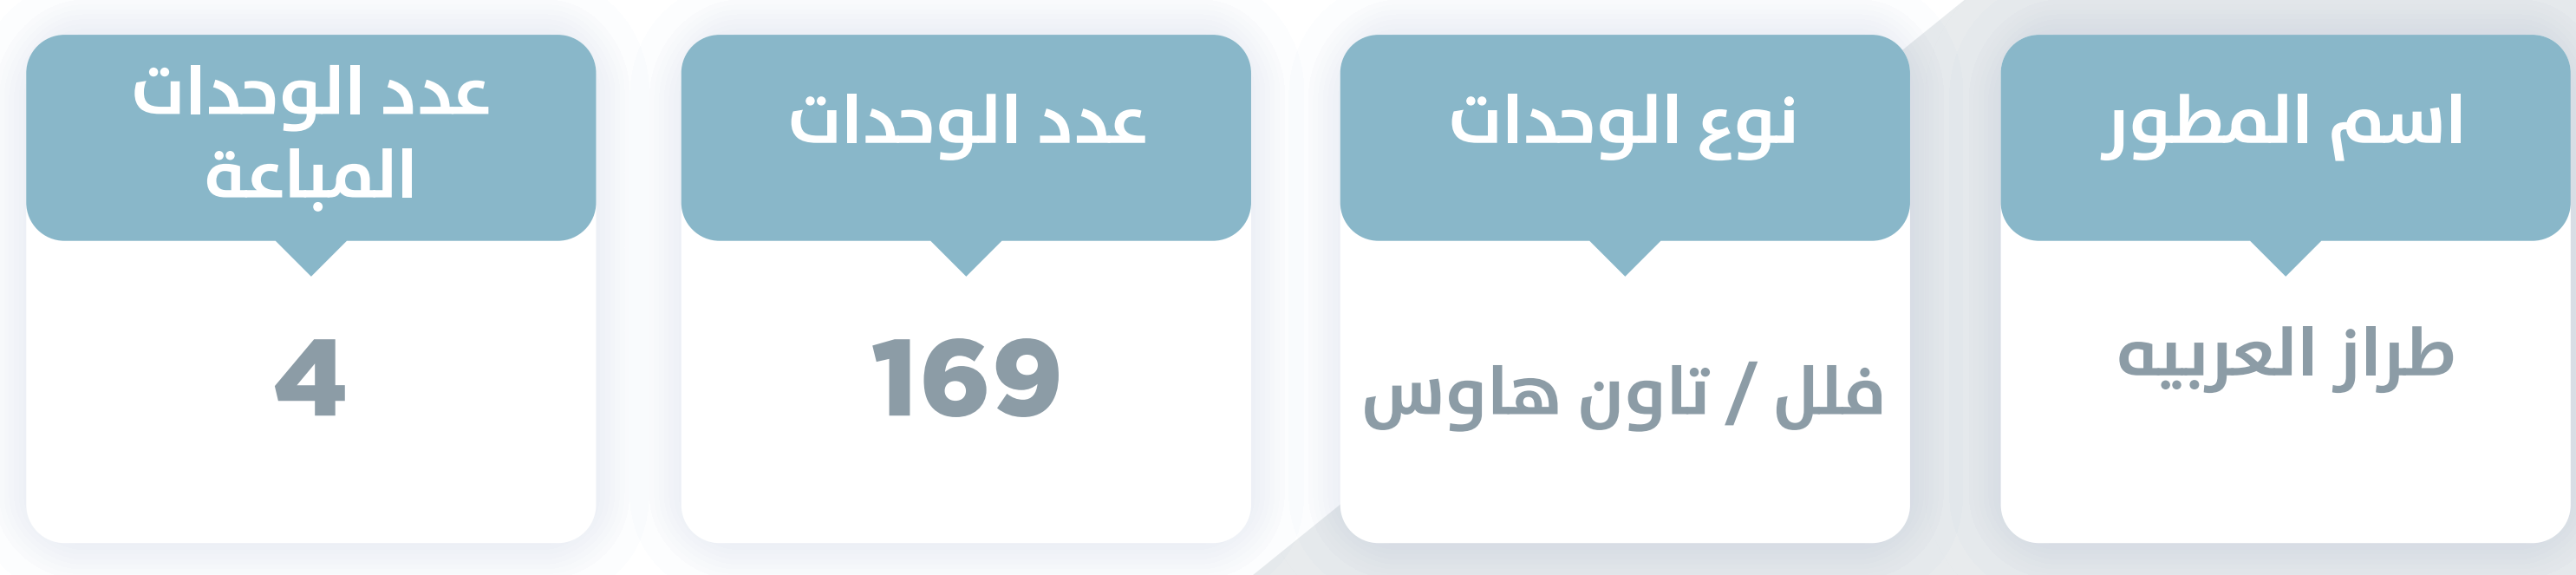 اسم المطور
طراز العربيه
نوع الوحدات
فلل / تاون هاوس
عدد الوحدات
169
عدد الوحدات
المباعة
4